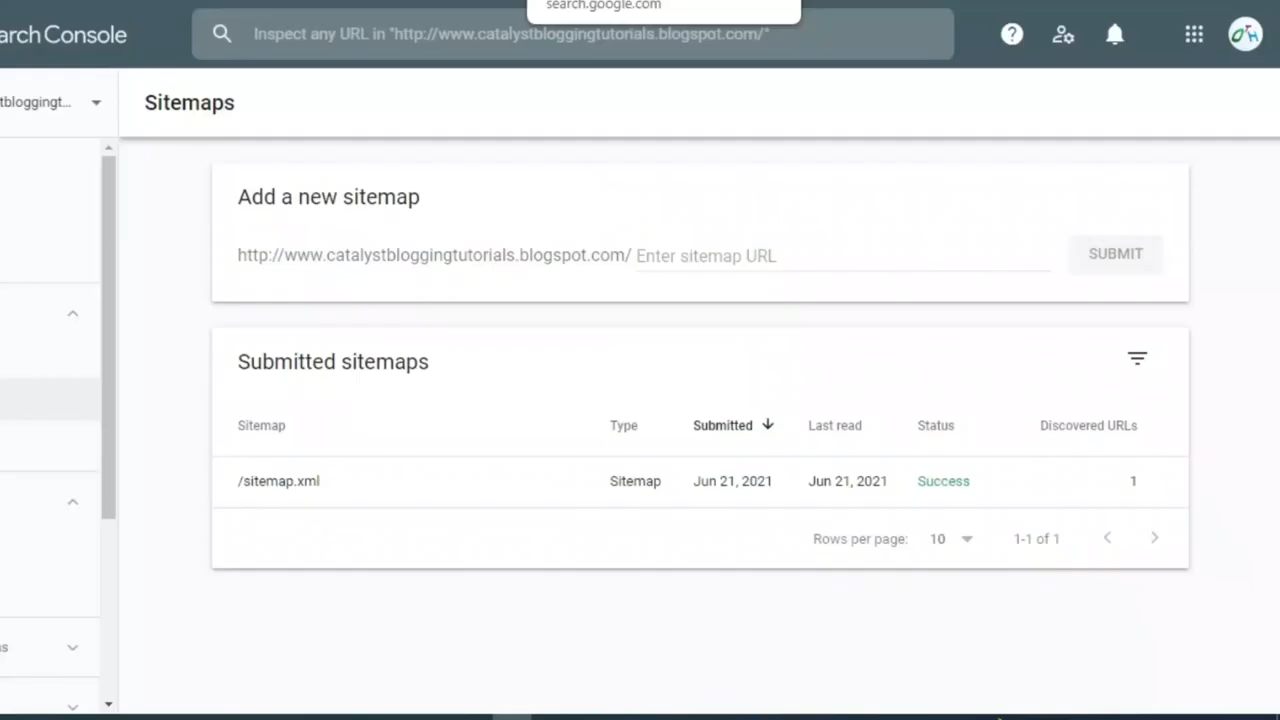 search.google.com
arch Console
Inspect any URL in "http://www.catalystbloggingtutorials.blogspot.com/"
tbloggingt...
Sitemaps
Add a new sitemap
http://www.catalystbloggingtutorials.blogspot.com/ Enter sitemap URL
SUBMIT
Submitted sitemaps
Sitemap Type Submitted Last read Status Discovered URLs
/sitemap.xml Sitemap Jun 21, 2021 Jun 21, 2021 Success 1
Rows per page: 10 1-1 of 1
s